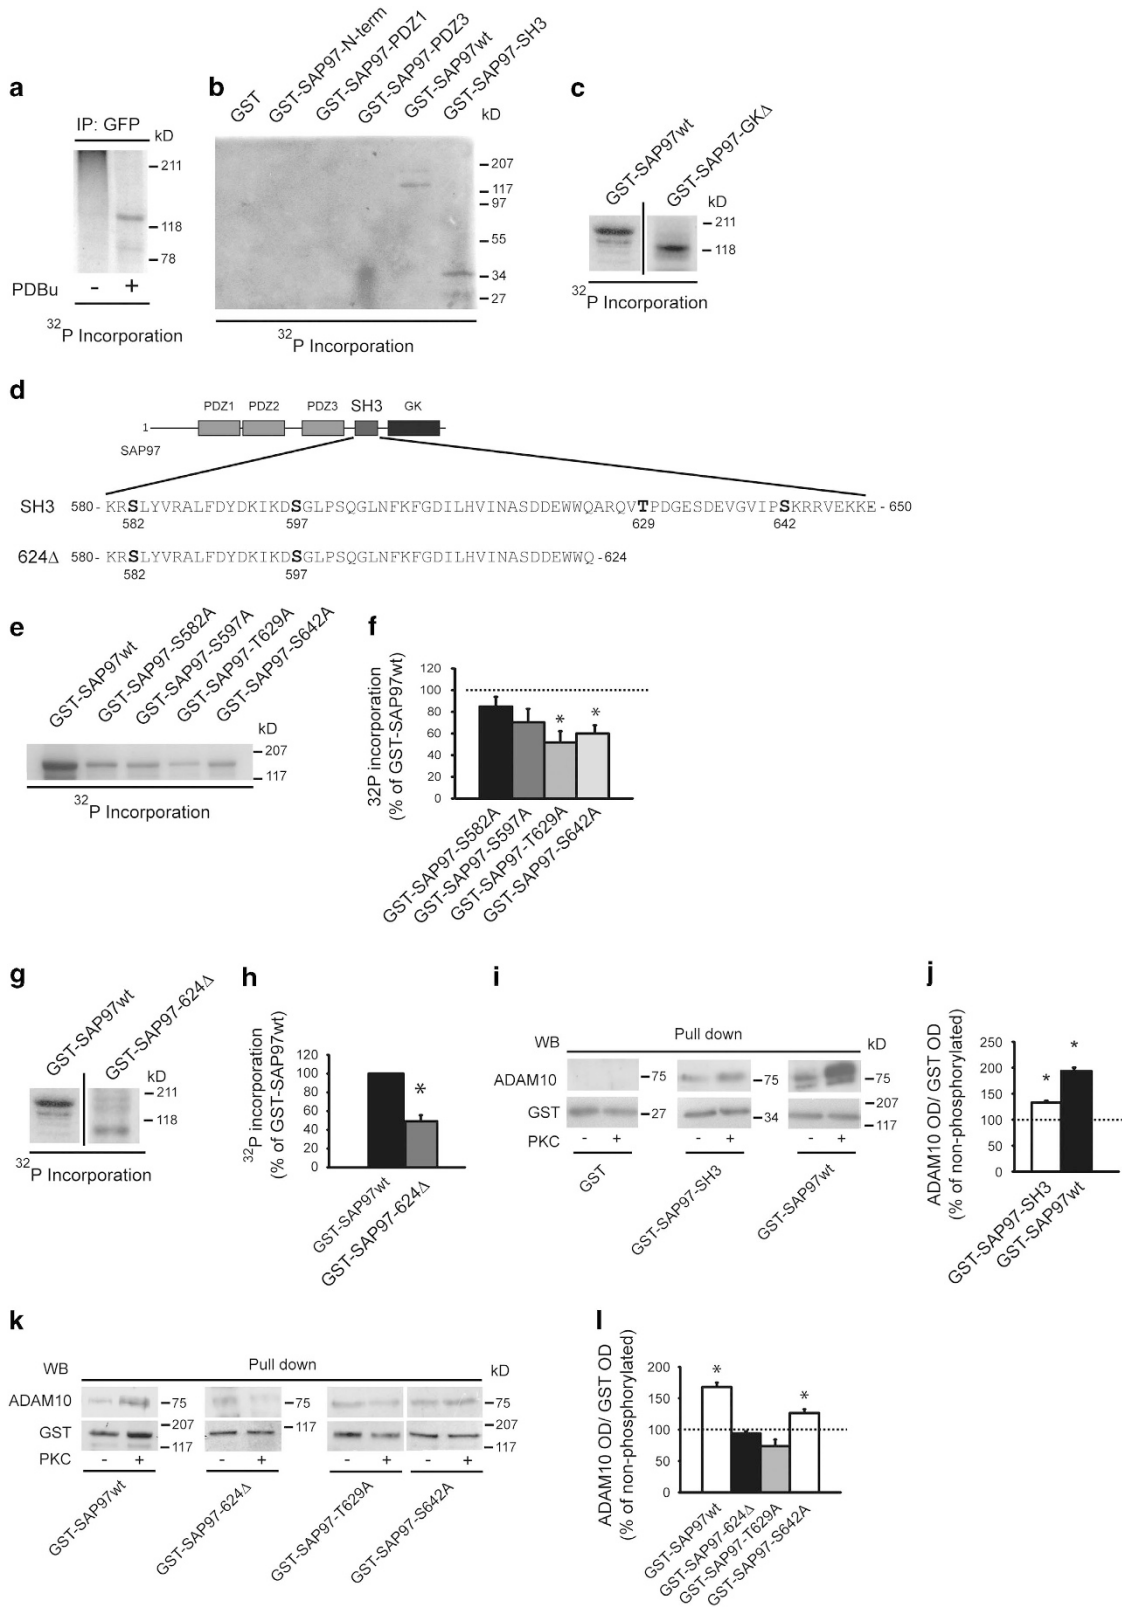 a
IP: GFP
kD
211
118
78
PDBu - +
32P Incorporation
b
GST
GST-SAP97-N-term
GST-SAP97-PDZ1
GST-SAP97-PDZ3
GST-SAP97wt
GST-SAP97-SH3
kD
207
117
97
55
34
27
32P Incorporation
c
GST-SAP97wt
GST-SAP97-GKΔ
kD
211
118
32P Incorporation
d
PDZ1 PDZ2 PDZ3 SH3 GK
1
SAP97
SH3 580- KRSLYVRALFDYDKIKDSGLPSQGLNFKFGDILHVINASDDEWWQARQVTPDGESDEVGVIPSKRRVEKKE - 650
582 597 629 642
624Δ 580- KRSLYVRALFDYDKIKDSGLPSQGLNFKFGDILHVINASDDEWWQ -624
582 597
e
GST-SAP97wt
GST-SAP97-S582A
GST-SAP97-S597A
GST-SAP97-T629A
GST-SAP97-S642A
kD
207
117
32P Incorporation
f
32P incorporation
(% of GST-SAP97wt)
120
100
80
60
40
20
0
* *
GST-SAP97-S582A
GST-SAP97-S597A
GST-SAP97-T629A
GST-SAP97-S642A
g
GST-SAP97wt
GST-SAP97-624Δ
kD
211
118
32P Incorporation
h
32P incorporation
(% of GST-SAP97wt)
120
100
80
60
40
20
0
*
GST-SAP97wt
GST-SAP97-624Δ
i
WB Pull down kD
ADAM10 75 75 75
GST 27 34 207
117
PKC - + - + - +
GST
GST-SAP97-SH3
GST-SAP97wt
j
ADAM10 OD/ GST OD
(% of non-phosphorylated)
250
200
150
100
50
0
* *
GST-SAP97-SH3
GST-SAP97wt
k
WB Pull down kD
ADAM10 75 75 75
GST 207 117 207
117 117
PKC - + - + - + - +
GST-SAP97wt
GST-SAP97-624Δ
GST-SAP97-T629A
GST-SAP97-S642A
l
ADAM10 OD/ GST OD
(% of non-phosphorylated)
200
150
100
50
0
* *
GST-SAP97wt
GST-SAP97-624Δ
GST-SAP97-T629A
GST-SAP97-S642A